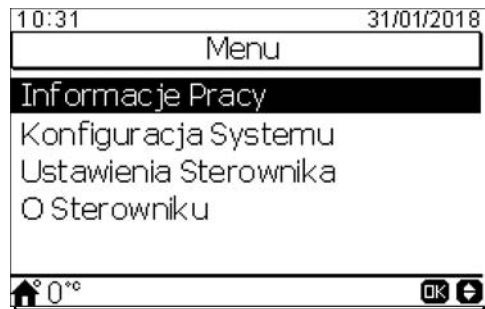 10:31 31/01/2018
Menu
Informacje Pracy
Konfiguracja Systemu
Ustawienia Sterownika
O Sterowniku
0°C OK